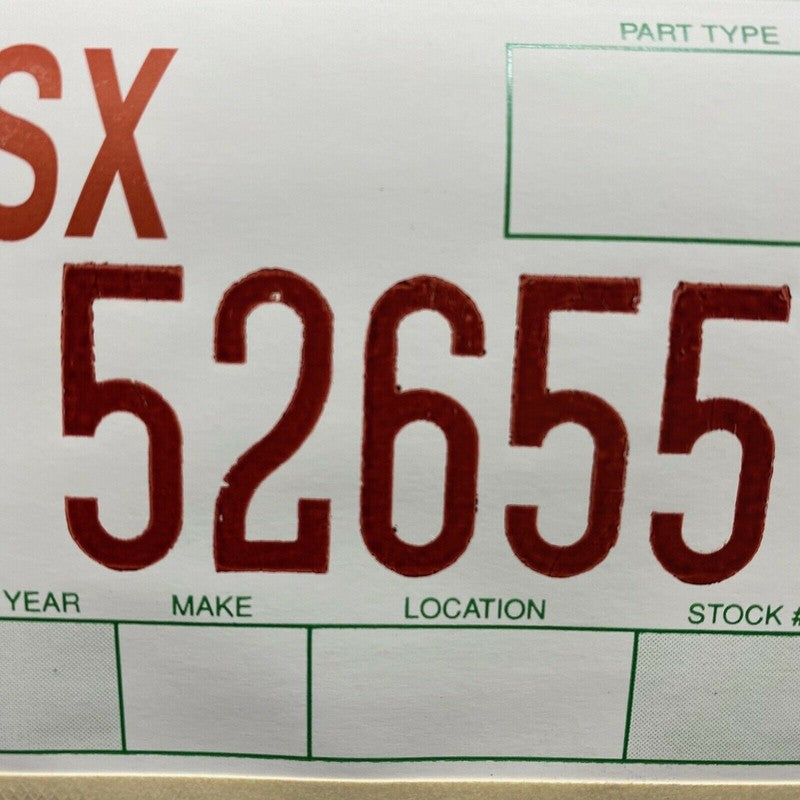 PART TYPE
SX
52655
YEAR MAKE LOCATION STOCK #